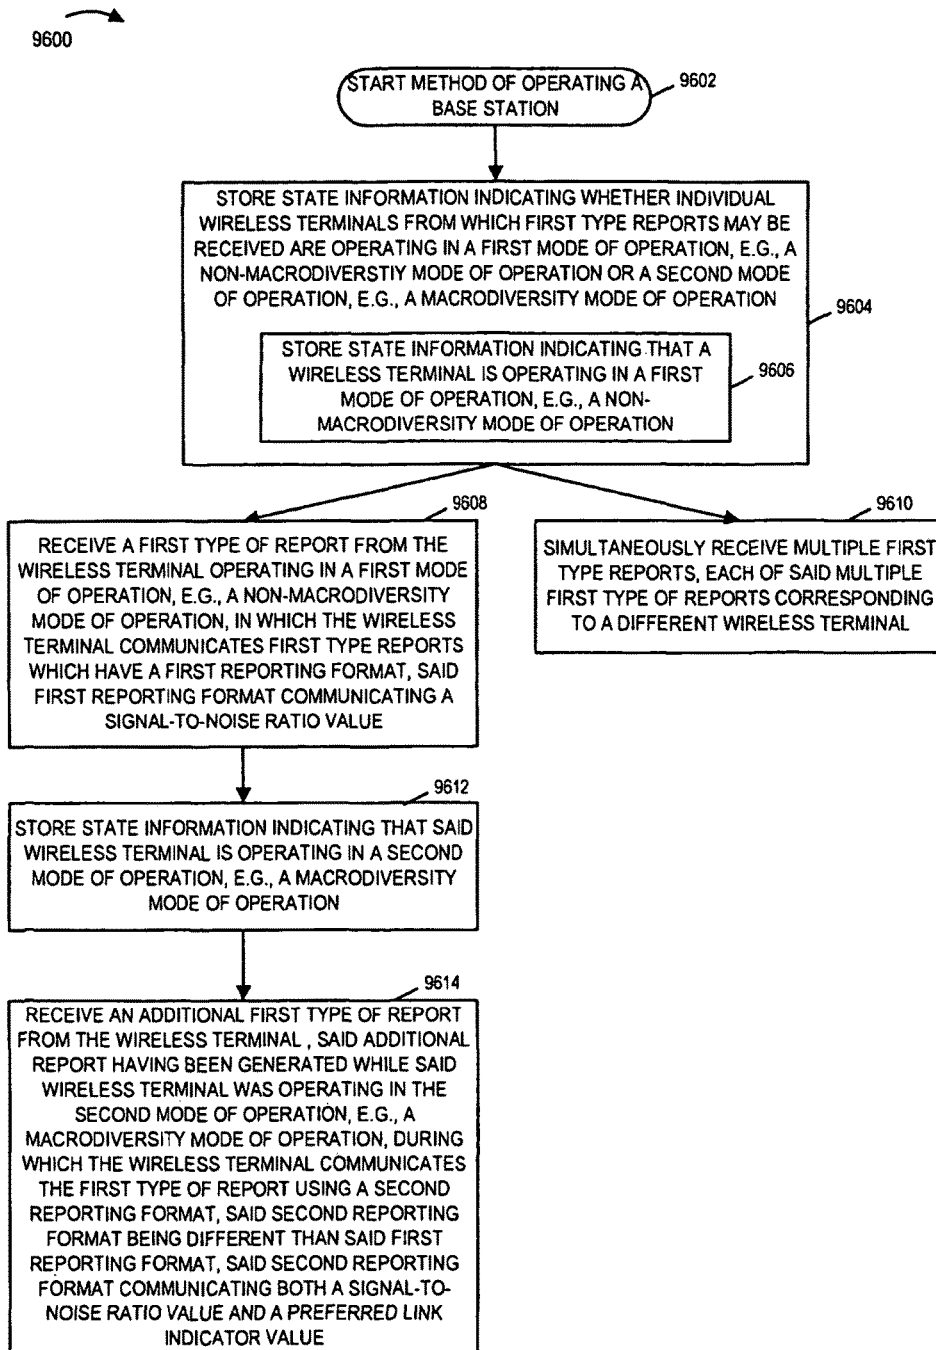 9600
START METHOD OF OPERATING A
BASE STATION
9602
STORE STATE INFORMATION INDICATING WHETHER INDIVIDUAL
WIRELESS TERMINALS FROM WHICH FIRST TYPE REPORTS MAY BE
RECEIVED ARE OPERATING IN A FIRST MODE OF OPERATION, E.G., A
NON-MACRODIVERSTIY MODE OF OPERATION OR A SECOND MODE
OF OPERATION, E.G., A MACRODIVERSITY MODE OF OPERATION
9604
STORE STATE INFORMATION INDICATING THAT A
WIRELESS TERMINAL IS OPERATING IN A FIRST
MODE OF OPERATION, E.G., A NON-
MACRODIVERSITY MODE OF OPERATION
9606
9608
RECEIVE A FIRST TYPE OF REPORT FROM THE
WIRELESS TERMINAL OPERATING IN A FIRST MODE
OF OPERATION, E.G., A NON-MACRODIVERSITY
MODE OF OPERATION, IN WHICH THE WIRELESS
TERMINAL COMMUNICATES FIRST TYPE REPORTS
WHICH HAVE A FIRST REPORTING FORMAT, SAID
FIRST REPORTING FORMAT COMMUNICATING A
SIGNAL-TO-NOISE RATIO VALUE
9610
SIMULTANEOUSLY RECEIVE MULTIPLE FIRST
TYPE REPORTS, EACH OF SAID MULTIPLE
FIRST TYPE OF REPORTS CORRESPONDING
TO A DIFFERENT WIRELESS TERMINAL
9612
STORE STATE INFORMATION INDICATING THAT SAID
WIRELESS TERMINAL IS OPERATING IN A SECOND
MODE OF OPERATION, E.G., A MACRODIVERSITY
MODE OF OPERATION
9614
RECEIVE AN ADDITIONAL FIRST TYPE OF REPORT
FROM THE WIRELESS TERMINAL , SAID ADDITIONAL
REPORT HAVING BEEN GENERATED WHILE SAID
WIRELESS TERMINAL WAS OPERATING IN THE
SECOND MODE OF OPERATION, E.G., A
MACRODIVERSITY MODE OF OPERATION, DURING
WHICH THE WIRELESS TERMINAL COMMUNICATES
THE FIRST TYPE OF REPORT USING A SECOND
REPORTING FORMAT, SAID SECOND REPORTING
FORMAT BEING DIFFERENT THAN SAID FIRST
REPORTING FORMAT, SAID SECOND REPORTING
FORMAT COMMUNICATING BOTH A SIGNAL-TO-
NOISE RATIO VALUE AND A PREFERRED LINK
INDICATOR VALUE